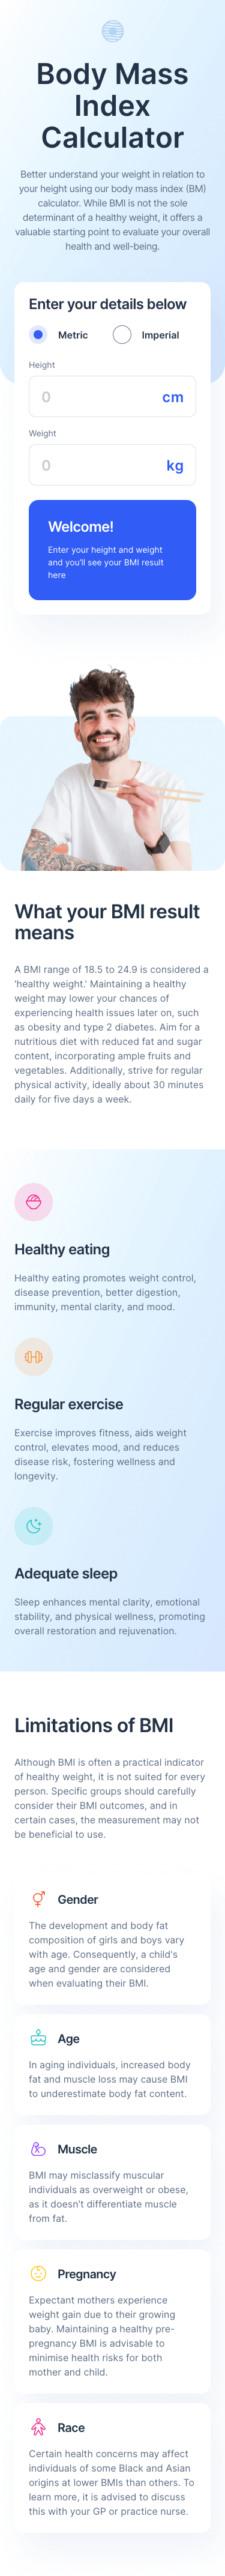 Body Mass
Index
Calculator
Better understand your weight in relation to
your height using our body mass index (BM)
calculator. While BMI is not the sole
determinant of a healthy weight, it offers a
valuable starting point to evaluate your overall
health and well-being.
Enter your details below
Metric Imperial
Height
0 cm
Weight
0 kg
Welcome!
Enter your height and weight
and you'll see your BMI result
here
What your BMI result
means
A BMI range of 18.5 to 24.9 is considered a
'healthy weight.' Maintaining a healthy
weight may lower your chances of
experiencing health issues later on, such
as obesity and type 2 diabetes. Aim for a
nutritious diet with reduced fat and sugar
content, incorporating ample fruits and
vegetables. Additionally, strive for regular
physical activity, ideally about 30 minutes
daily for five days a week.
Healthy eating
Healthy eating promotes weight control,
disease prevention, better digestion,
immunity, mental clarity, and mood.
Regular exercise
Exercise improves fitness, aids weight
control, elevates mood, and reduces
disease risk, fostering wellness and
longevity.
Adequate sleep
Sleep enhances mental clarity, emotional
stability, and physical wellness, promoting
overall restoration and rejuvenation.
Limitations of BMI
Although BMI is often a practical indicator
of healthy weight, it is not suited for every
person. Specific groups should carefully
consider their BMI outcomes, and in
certain cases, the measurement may not
be beneficial to use.
Gender
The development and body fat
composition of girls and boys vary
with age. Consequently, a child's
age and gender are considered
when evaluating their BMI.
Age
In aging individuals, increased body
fat and muscle loss may cause BMI
to underestimate body fat content.
Muscle
BMI may misclassify muscular
individuals as overweight or obese,
as it doesn't differentiate muscle
from fat.
Pregnancy
Expectant mothers experience
weight gain due to their growing
baby. Maintaining a healthy pre-
pregnancy BMI is advisable to
minimise health risks for both
mother and child.
Race
Certain health concerns may affect
individuals of some Black and Asian
origins at lower BMIs than others. To
learn more, it is advised to discuss
this with your GP or practice nurse.